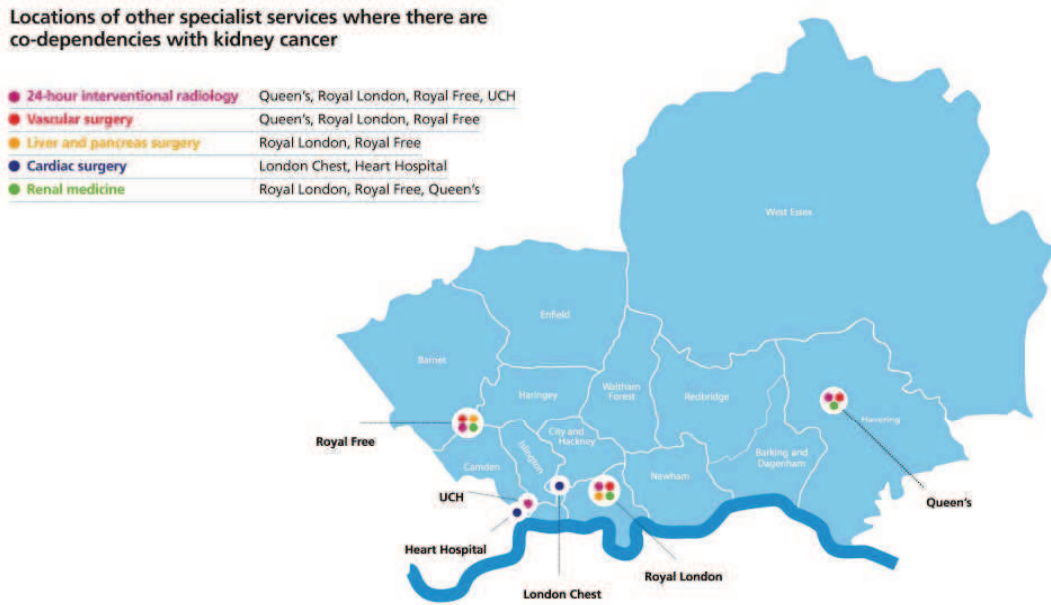 Locations of other specialist services where there are
co-dependencies with kidney cancer
24-hour interventional radiology Queen's, Royal London, Royal Free, UCH
Vascular surgery Queen's, Royal London, Royal Free
Liver and pancreas surgery Royal London, Royal Free
Cardiac surgery London Chest, Heart Hospital
Renal medicine Royal London, Royal Free, Queen's
West Essex
Enfield
Barnet
Haringey
Waltham
Forest
Redbridge
Havering
Royal Free
City and
Hackney
Islington
Camden
Newham
Barking and
Dagenham
UCH
Queen's
Heart Hospital
Royal London
London Chest